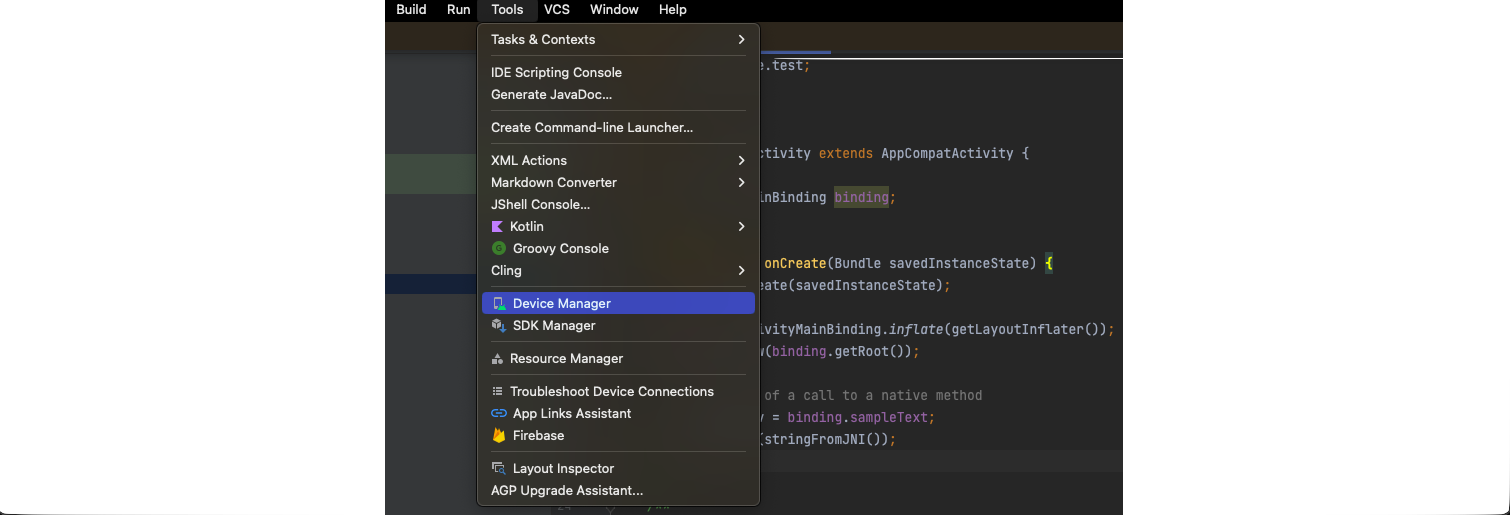 Build Run Tools VCS Window Help
Tasks & Contexts
IDE Scripting Console
Generate JavaDoc...
Create Command-line Launcher...
XML Actions
Markdown Converter
JShell Console...
Kotlin
G Groovy Console
Cling
Device Manager
SDK Manager
Resource Manager
Troubleshoot Device Connections
App Links Assistant
Firebase
Layout Inspector
AGP Upgrade Assistant...
.test;
ctivity extends AppCompatActivity {
inBinding binding;
onCreate(Bundle savedInstanceState) {
eate(savedInstanceState);
ivityMainBinding.inflate(getLayoutInflater());
(binding.getRoot());
of a call to a native method
= binding.sampleText;
(stringFromJNI());